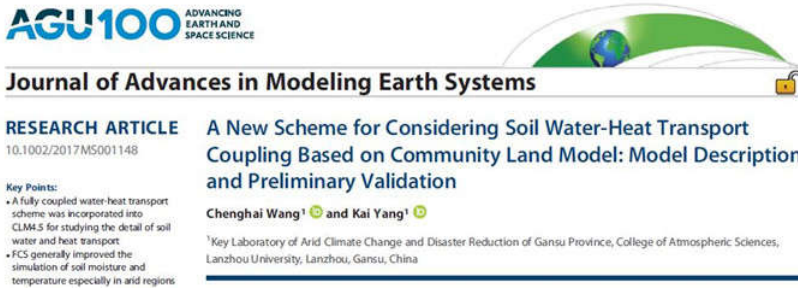 AGU100 ADVANCING
EARTH AND
SPACE SCIENCE
Journal of Advances in Modeling Earth Systems
RESEARCH ARTICLE
10.1002/2017MS001148
Key Points:
• A fully coupled water-heat transport
scheme was incorporated into
CLM4.5 for studying the detail of soil
water and heat transport
• FCS generally improved the
simulation of soil moisture and
temperature especially in arid regions
A New Scheme for Considering Soil Water-Heat Transport
Coupling Based on Community Land Model: Model Description
and Preliminary Validation
Chenghai Wang¹ iD and Kai Yang¹ iD
¹Key Laboratory of Arid Climate Change and Disaster Reduction of Gansu Province, College of Atmospheric Sciences,
Lanzhou University, Lanzhou, Gansu, China